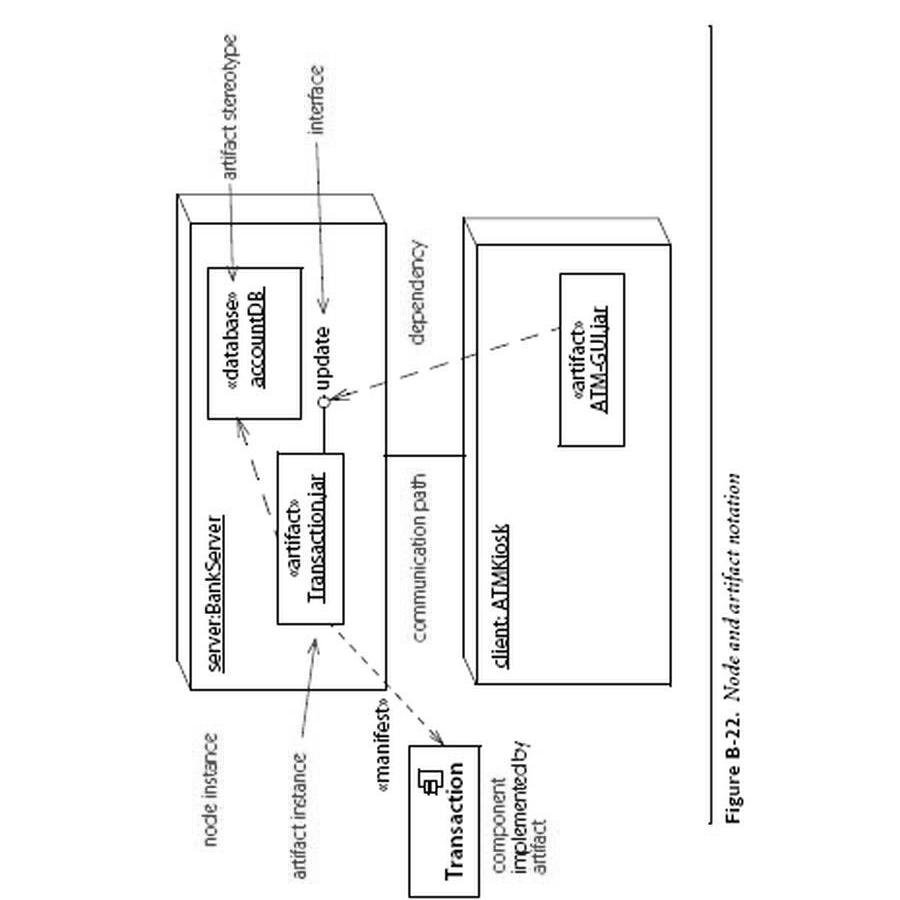 node instance
server:BankServer
«database»
accountDB
artifact stereotype
artifact instance
«artifact»
Transaction.jar
update
interface
«manifest»
communication path
dependency
Transaction
component
implemented by
artifact
client: ATMKiosk
«artifact»
ATM-GUI.jar
Figure B-22. Node and artifact notation